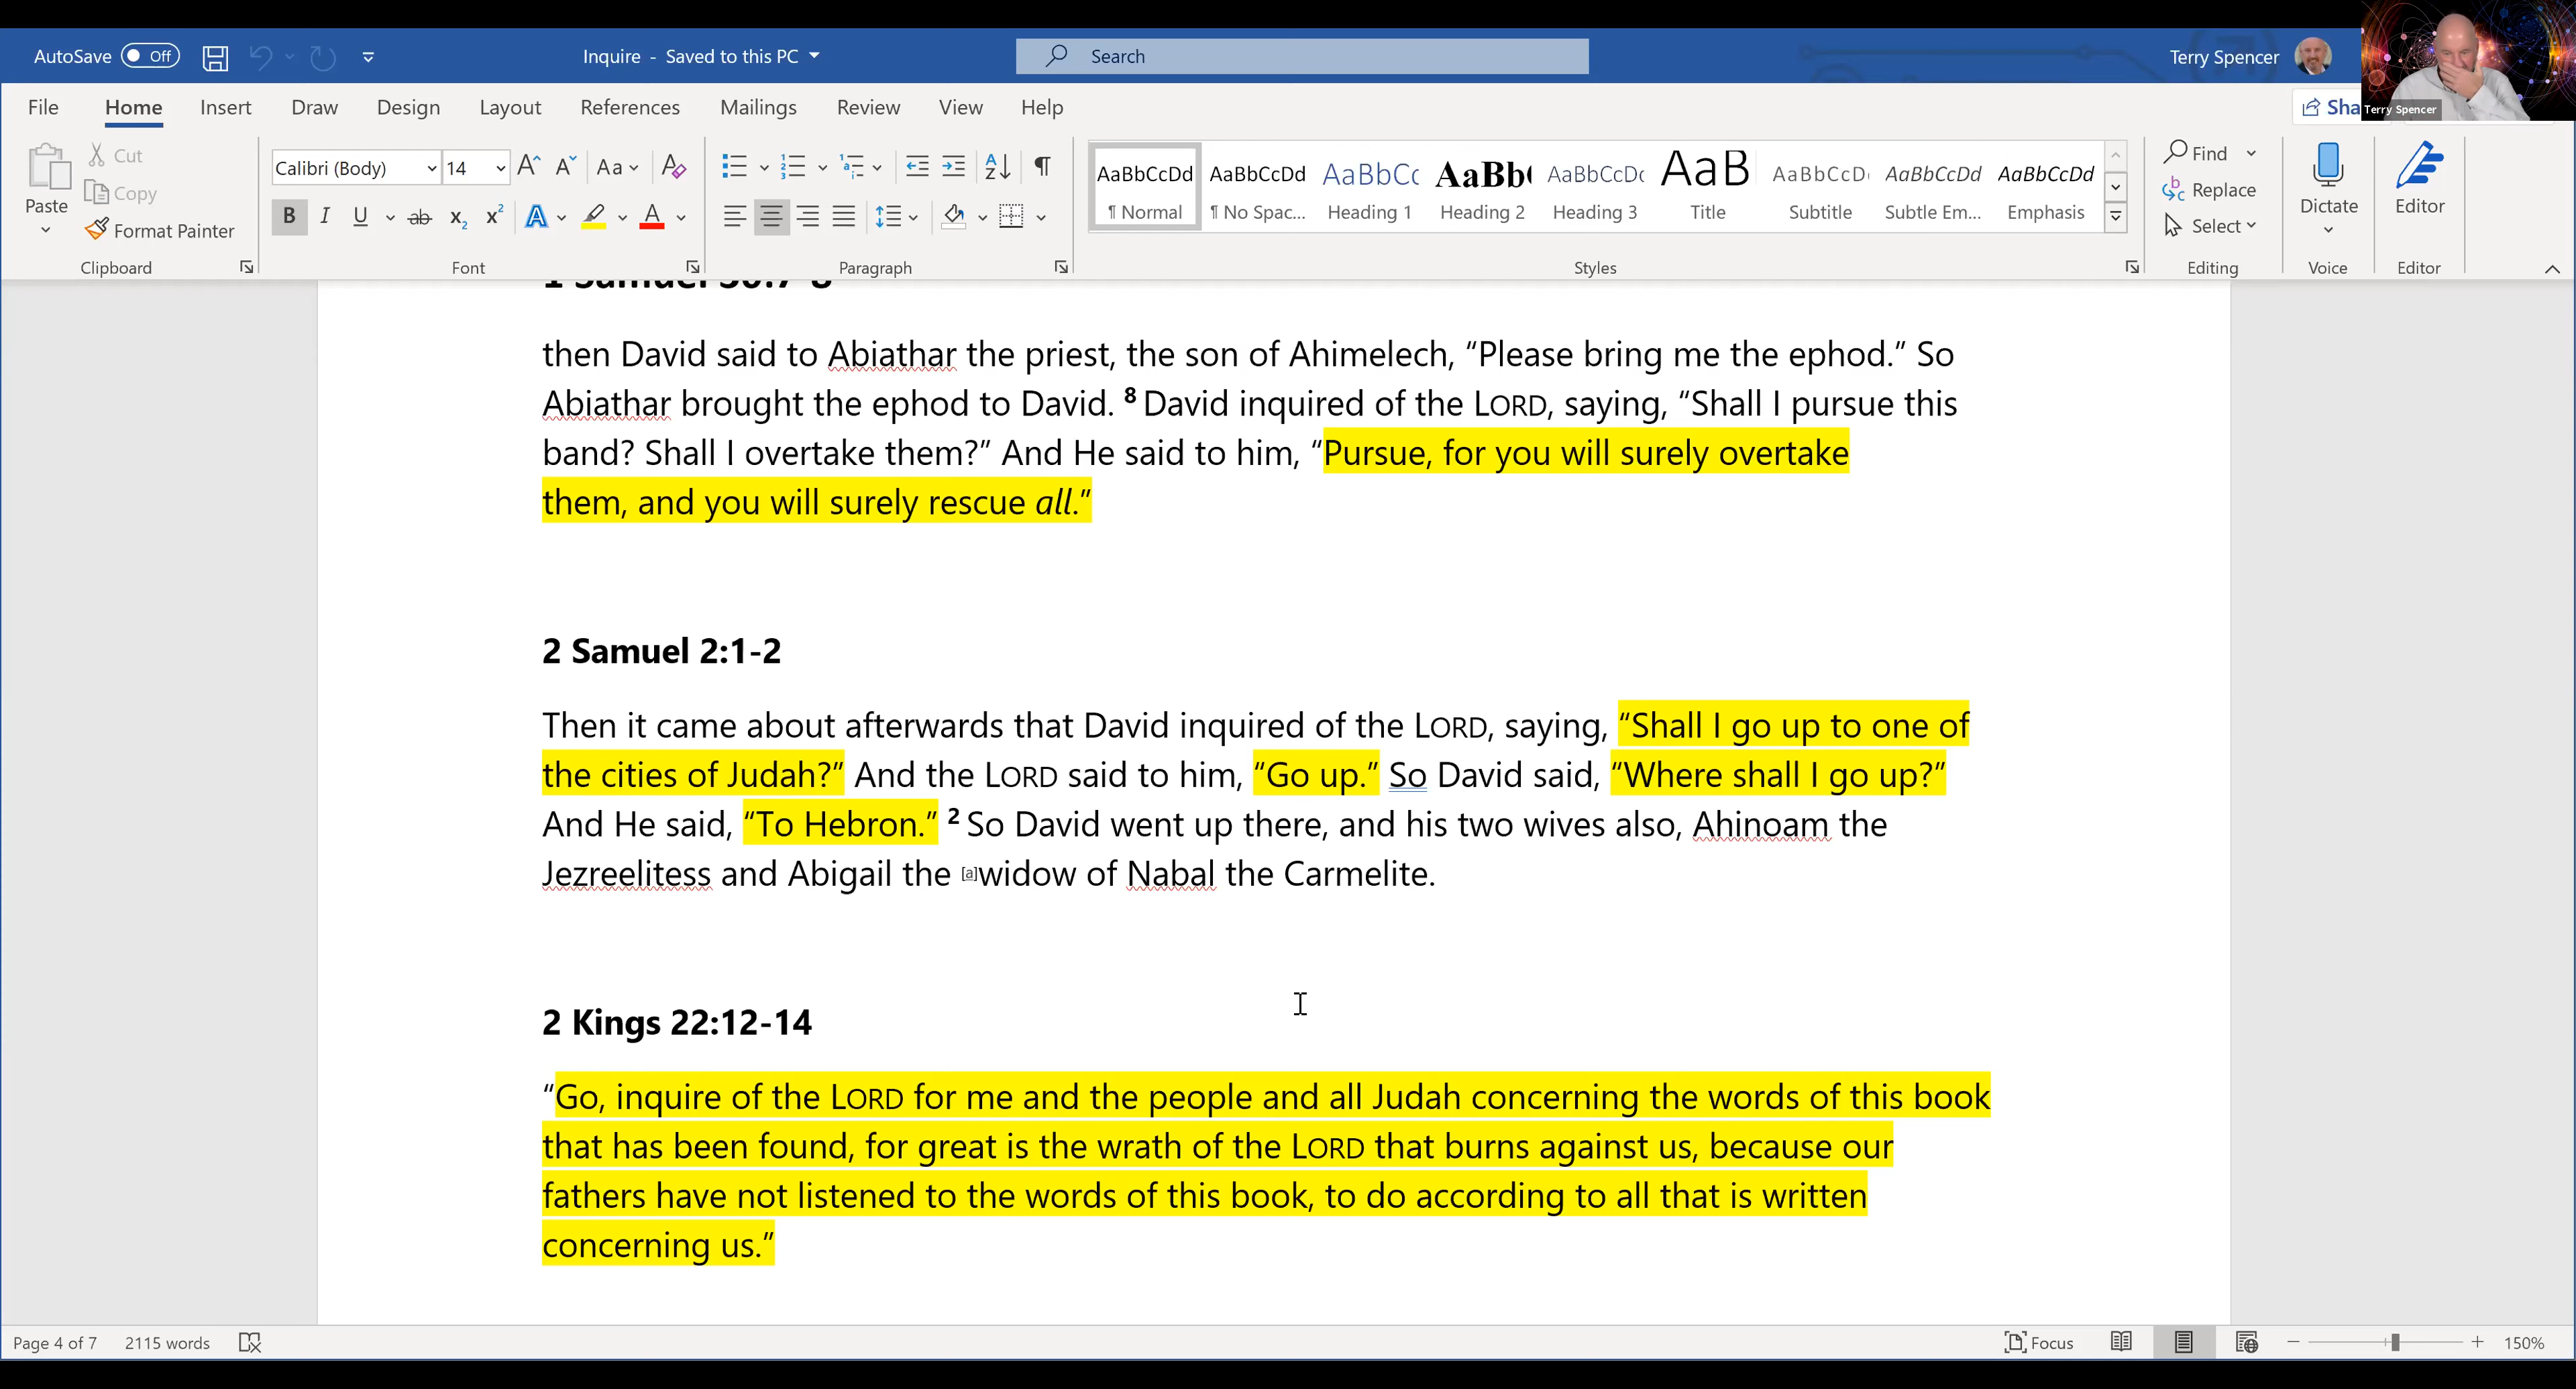 AutoSave Off
Inquire - Saved to this PC
Search
Terry Spencer
Terry Spencer
File Home Insert Draw Design Layout References Mailings Review View Help
Sha
Paste
Cut
Copy
Format Painter
Clipboard
Calibri (Body) 14
Font
Paragraph
AaBbCcDd AaBbCcDd AaBbCc AaBb AaBbCcDc AaB AaBbCcD AaBbCcDd AaBbCcDd
¶ Normal ¶ No Spac... Heading 1 Heading 2 Heading 3 Title Subtitle Subtle Em... Emphasis
Styles
Find
Replace
Select
Editing
Dictate
Voice
Editor
Editor
1 Samuel 30:7-8
then David said to Abiathar the priest, the son of Ahimelech, “Please bring me the ephod.” So
Abiathar brought the ephod to David. 8 David inquired of the LORD, saying, “Shall I pursue this
band? Shall I overtake them?” And He said to him, “Pursue, for you will surely overtake
them, and you will surely rescue all.”
2 Samuel 2:1-2
Then it came about afterwards that David inquired of the LORD, saying, “Shall I go up to one of
the cities of Judah?” And the LORD said to him, “Go up.” So David said, “Where shall I go up?”
And He said, “To Hebron.” 2 So David went up there, and his two wives also, Ahinoam the
Jezreelitess and Abigail the [a]widow of Nabal the Carmelite.
2 Kings 22:12-14
“Go, inquire of the LORD for me and the people and all Judah concerning the words of this book
that has been found, for great is the wrath of the LORD that burns against us, because our
fathers have not listened to the words of this book, to do according to all that is written
concerning us.”
Page 4 of 7 2115 words
Focus
150%